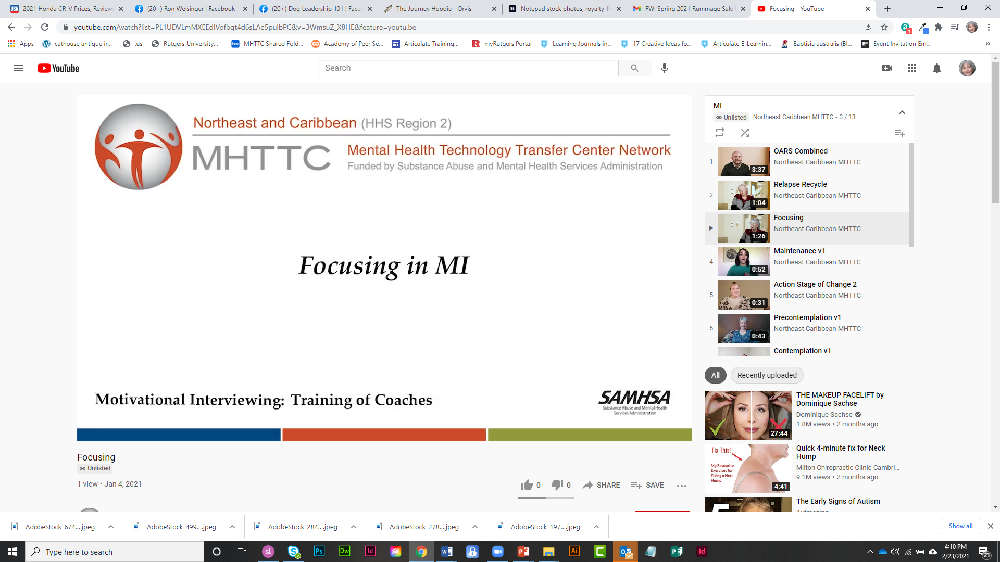 2021 Honda CR-V Prices, Reviews
(20+) Ron Weisinger | Facebook
(20+) Dog Leadership 101 | Face
The Journey Hoodie - Orvis
Notepad stock photos, royalty-fr
FW: Spring 2021 Rummage Sale
Focusing - YouTube
youtube.com/watch?list=PL1UDVLmMXEEdIVofbgt4d6sLAe5pulbPC&v=3WmsuZ_X8HE&feature=youtu.be
Apps
cathouse antique ir...
.us
Rutgers University...
MHTTC Shared Fold...
Academy of Peer Se...
Articulate Training...
myRutgers Portal
Learning Journals in...
17 Creative Ideas fo...
Articulate E-Learnin...
Baptisia australis (Bl...
Event Invitation Em...
»
YouTube
Search
Northeast and Caribbean (HHS Region 2)
MHTTC
Mental Health Technology Transfer Center Network
Funded by Substance Abuse and Mental Health Services Administration
Focusing in MI
Motivational Interviewing: Training of Coaches
SAMHSA
Substance Abuse and Mental Health
Services Administration
Focusing
Unlisted
1 view • Jan 4, 2021
0
0
SHARE
SAVE
MI
Unlisted
Northeast Caribbean MHTTC - 3 / 13
1
3:37
OARS Combined
Northeast Caribbean MHTTC
2
1:04
Relapse Recycle
Northeast Caribbean MHTTC
1:26
Focusing
Northeast Caribbean MHTTC
4
0:52
Maintenance v1
Northeast Caribbean MHTTC
5
0:31
Action Stage of Change 2
Northeast Caribbean MHTTC
6
0:43
Precontemplation v1
Northeast Caribbean MHTTC
Contemplation v1
All
Recently uploaded
27:44
THE MAKEUP FACELIFT by
Dominique Sachse
Dominique Sachse
1.8M views • 2 months ago
Fix This!
My Favourite
Exercises for
Fixing a Neck
Hump!
4:41
Quick 4-minute fix for Neck
Hump
Milton Chiropractic Clinic Cambri...
9.1M views • 2 months ago
The Early Signs of Autism
AdobeStock_674....jpeg
AdobeStock_499....jpeg
AdobeStock_284....jpeg
AdobeStock_278....jpeg
AdobeStock_197....jpeg
Show all
Type here to search
4:10 PM
2/23/2021
21